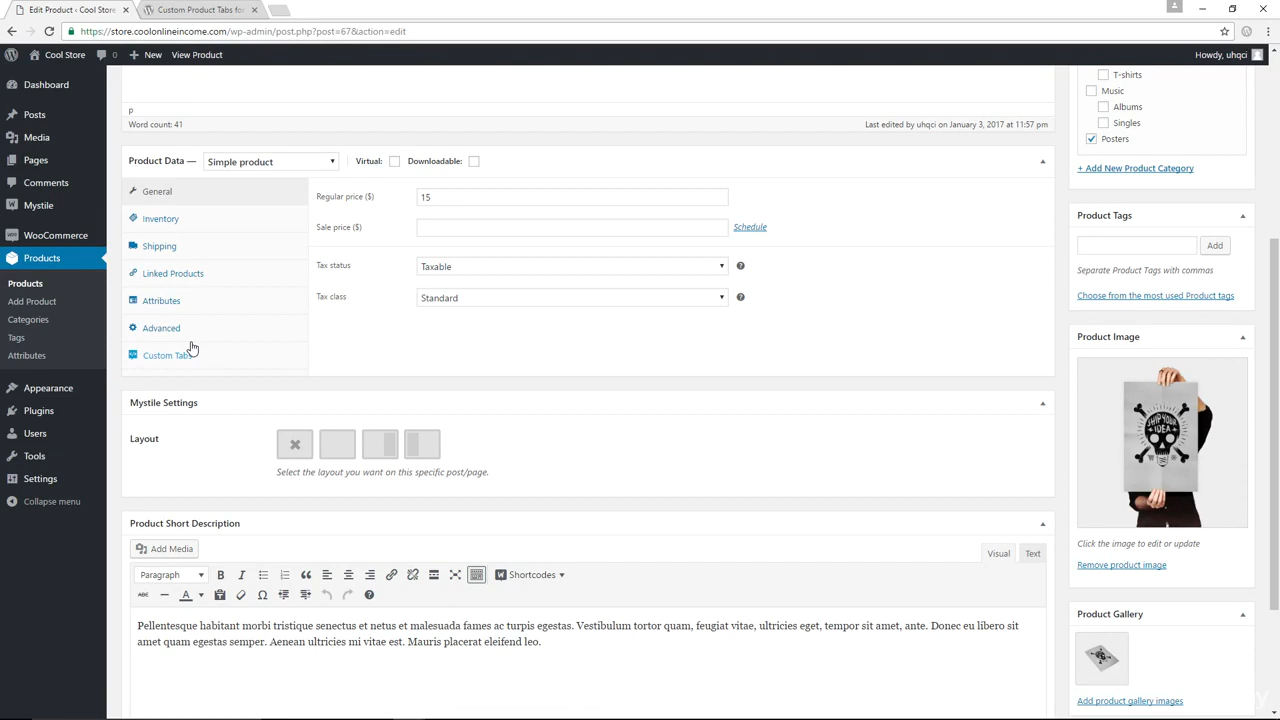 Edit Product ‹ Cool Store
Custom Product Tabs for
https://store.coolonlineincome.com/wp-admin/post.php?post=67&action=edit
Cool Store
0
New
View Product
Howdy, uhqci
Dashboard
Posts
Media
Pages
Comments
Mystile
WooCommerce
Products
Products
Add Product
Categories
Tags
Attributes
Appearance
Plugins
Users
Tools
Settings
Collapse menu
p
Word count: 41
Last edited by uhqci on January 3, 2017 at 11:57 pm
Product Data —
Simple product
Virtual:
Downloadable:
General
Inventory
Shipping
Linked Products
Attributes
Advanced
Custom Tabs
Regular price ($)
15
Sale price ($)
Schedule
Tax status
Taxable
Tax class
Standard
Mystile Settings
Layout
Select the layout you want on this specific post/page.
Product Short Description
Add Media
Visual
Text
Paragraph
Shortcodes
Pellentesque habitant morbi tristique senectus et netus et malesuada fames ac turpis egestas. Vestibulum tortor quam, feugiat vitae, ultricies eget, tempor sit amet, ante. Donec eu libero sit
amet quam egestas semper. Aenean ultricies mi vitae est. Mauris placerat eleifend leo.
T-shirts
Music
Albums
Singles
Posters
+ Add New Product Category
Product Tags
Add
Separate Product Tags with commas
Choose from the most used Product tags
Product Image
SHIP YOUR
IDEA
Click the image to edit or update
Remove product image
Product Gallery
Add product gallery images